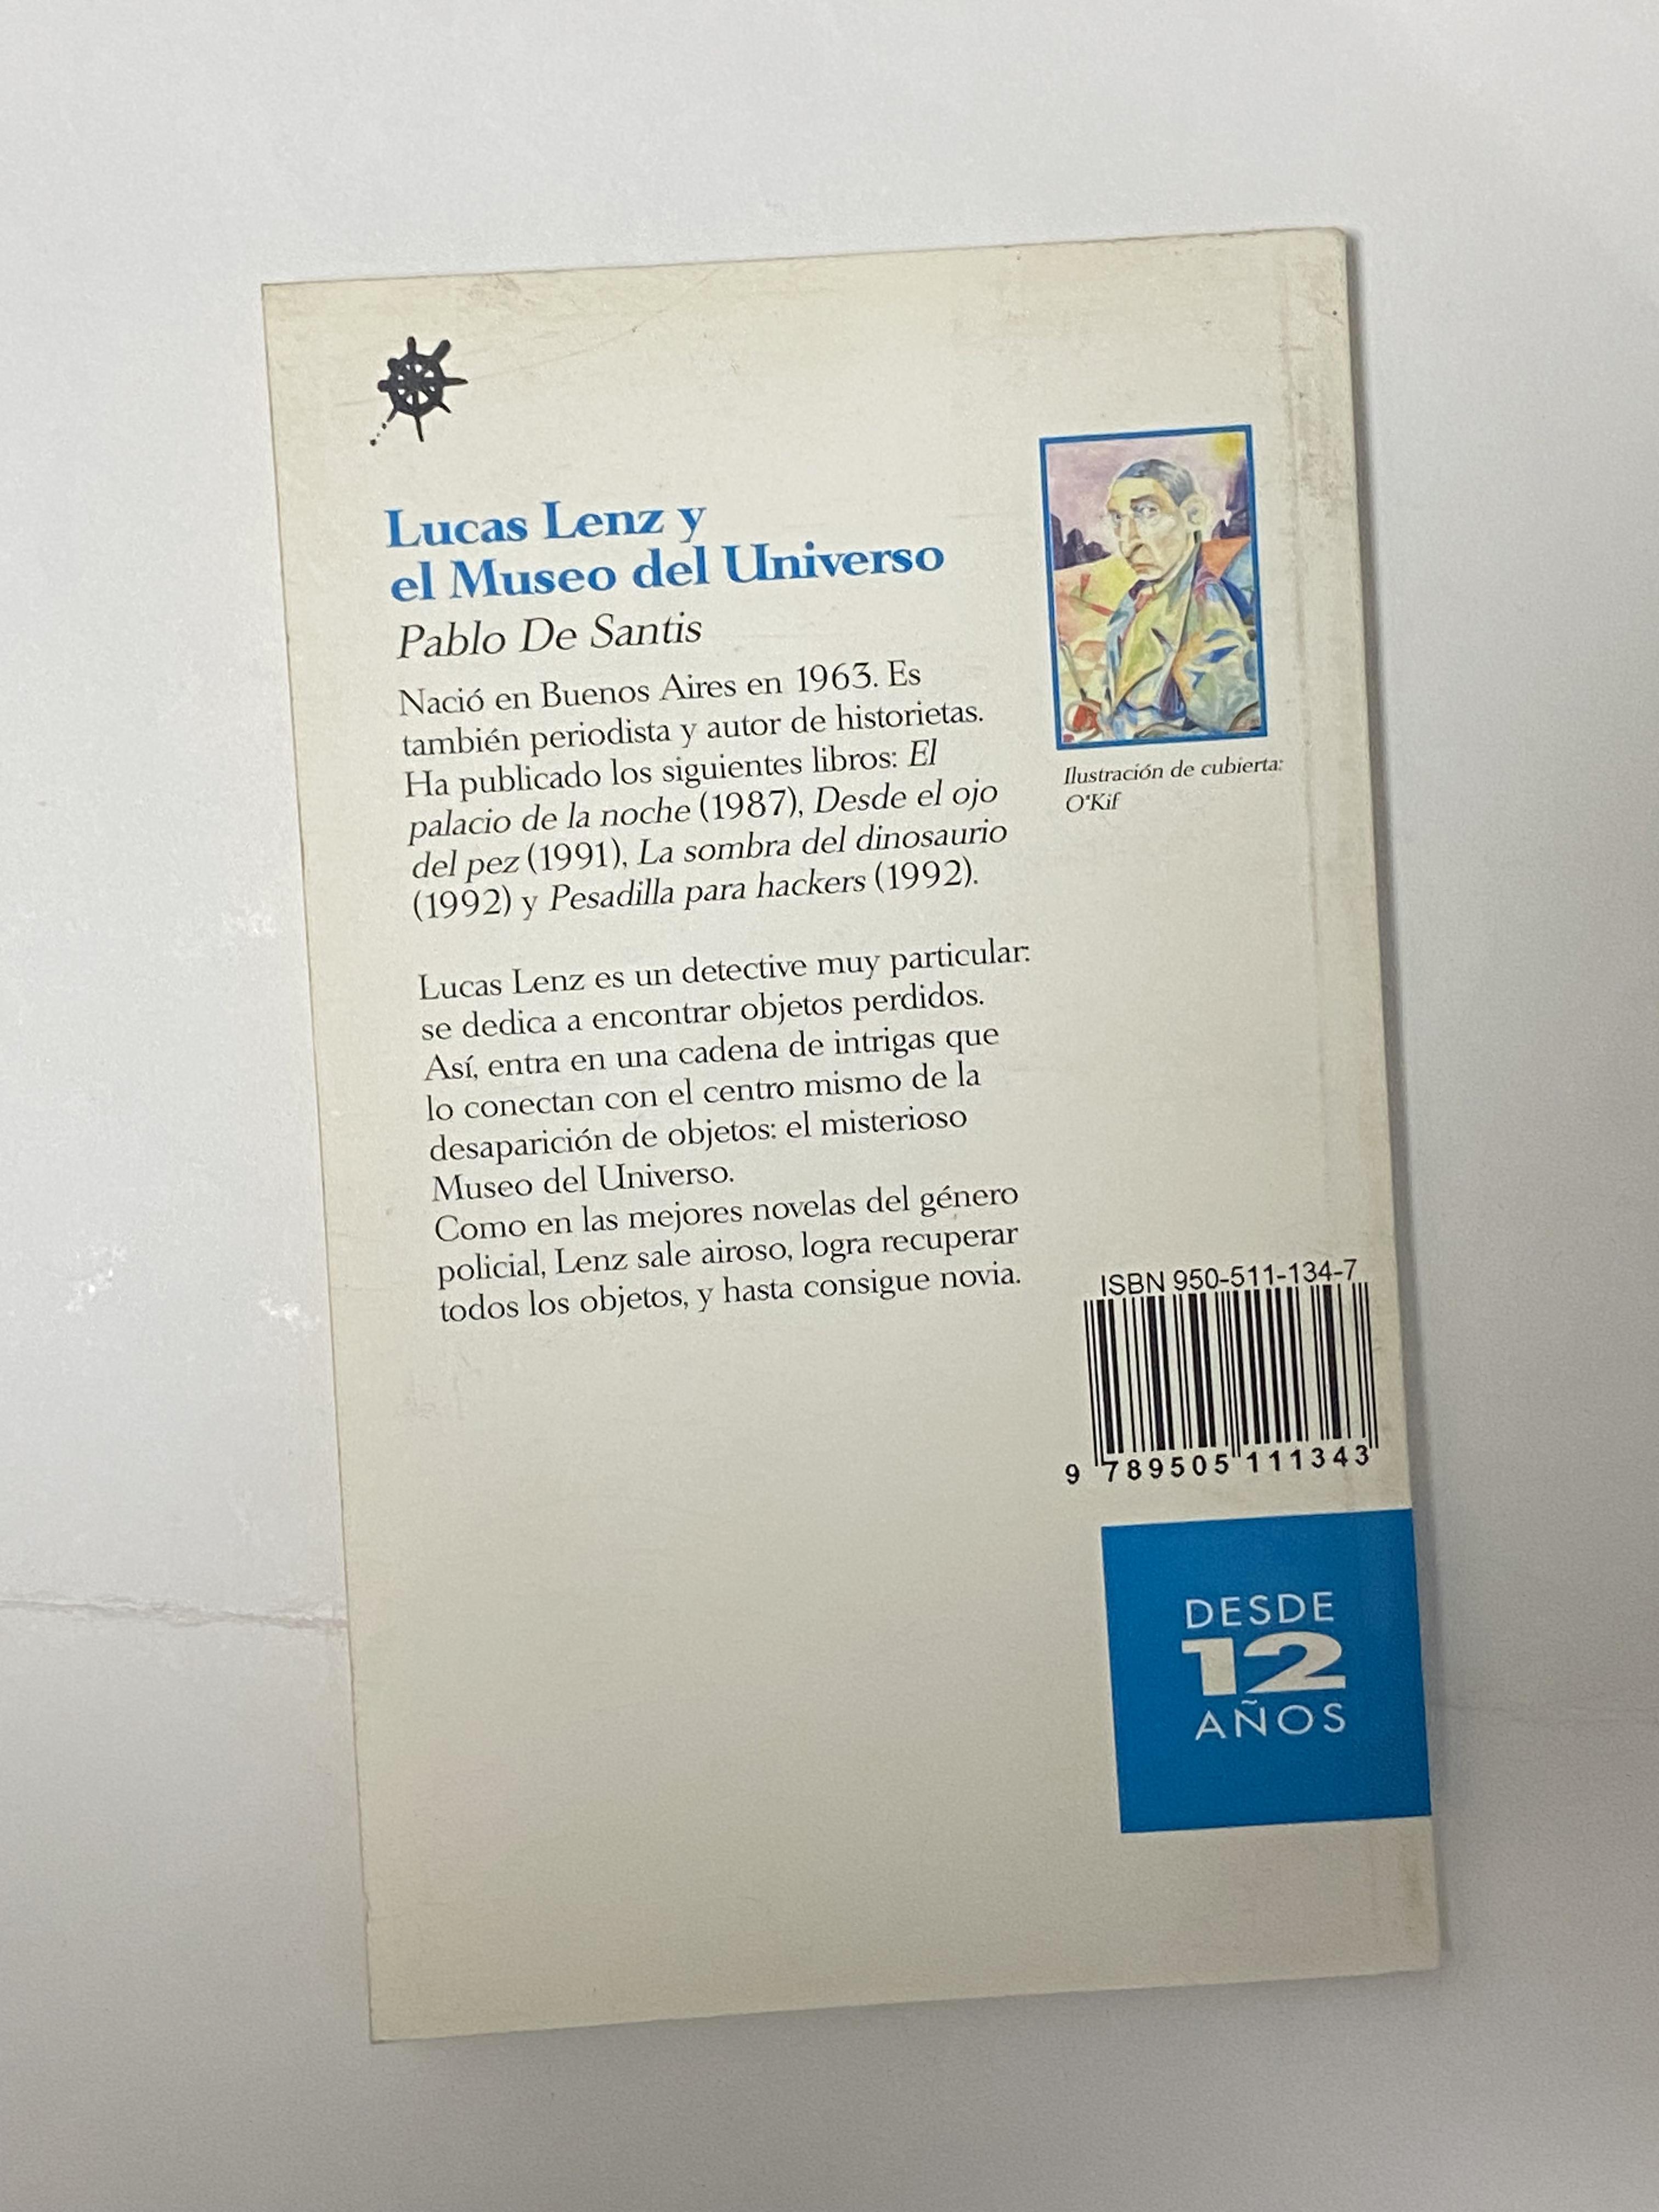 Lucas Lenz y
el Museo del Universo
Pablo De Santis
Nació en Buenos Aires en 1963. Es
también periodista y autor de historietas.
Ha publicado los siguientes libros: El
palacio de la noche (1987), Desde el ojo
del pez (1991), La sombra del dinosaurio
(1992) y Pesadilla para hackers (1992).
Lucas Lenz es un detective muy particular:
se dedica a encontrar objetos perdidos.
Así, entra en una cadena de intrigas que
lo conectan con el centro mismo de la
desaparición de objetos: el misterioso
Museo del Universo.
Como en las mejores novelas del género
policial, Lenz sale airoso, logra recuperar
todos los objetos, y hasta consigue novia.
Ilustración de cubierta:
O'Kif
ISBN 950-511-134-7
9 789505 111343
DESDE
12
AÑOS